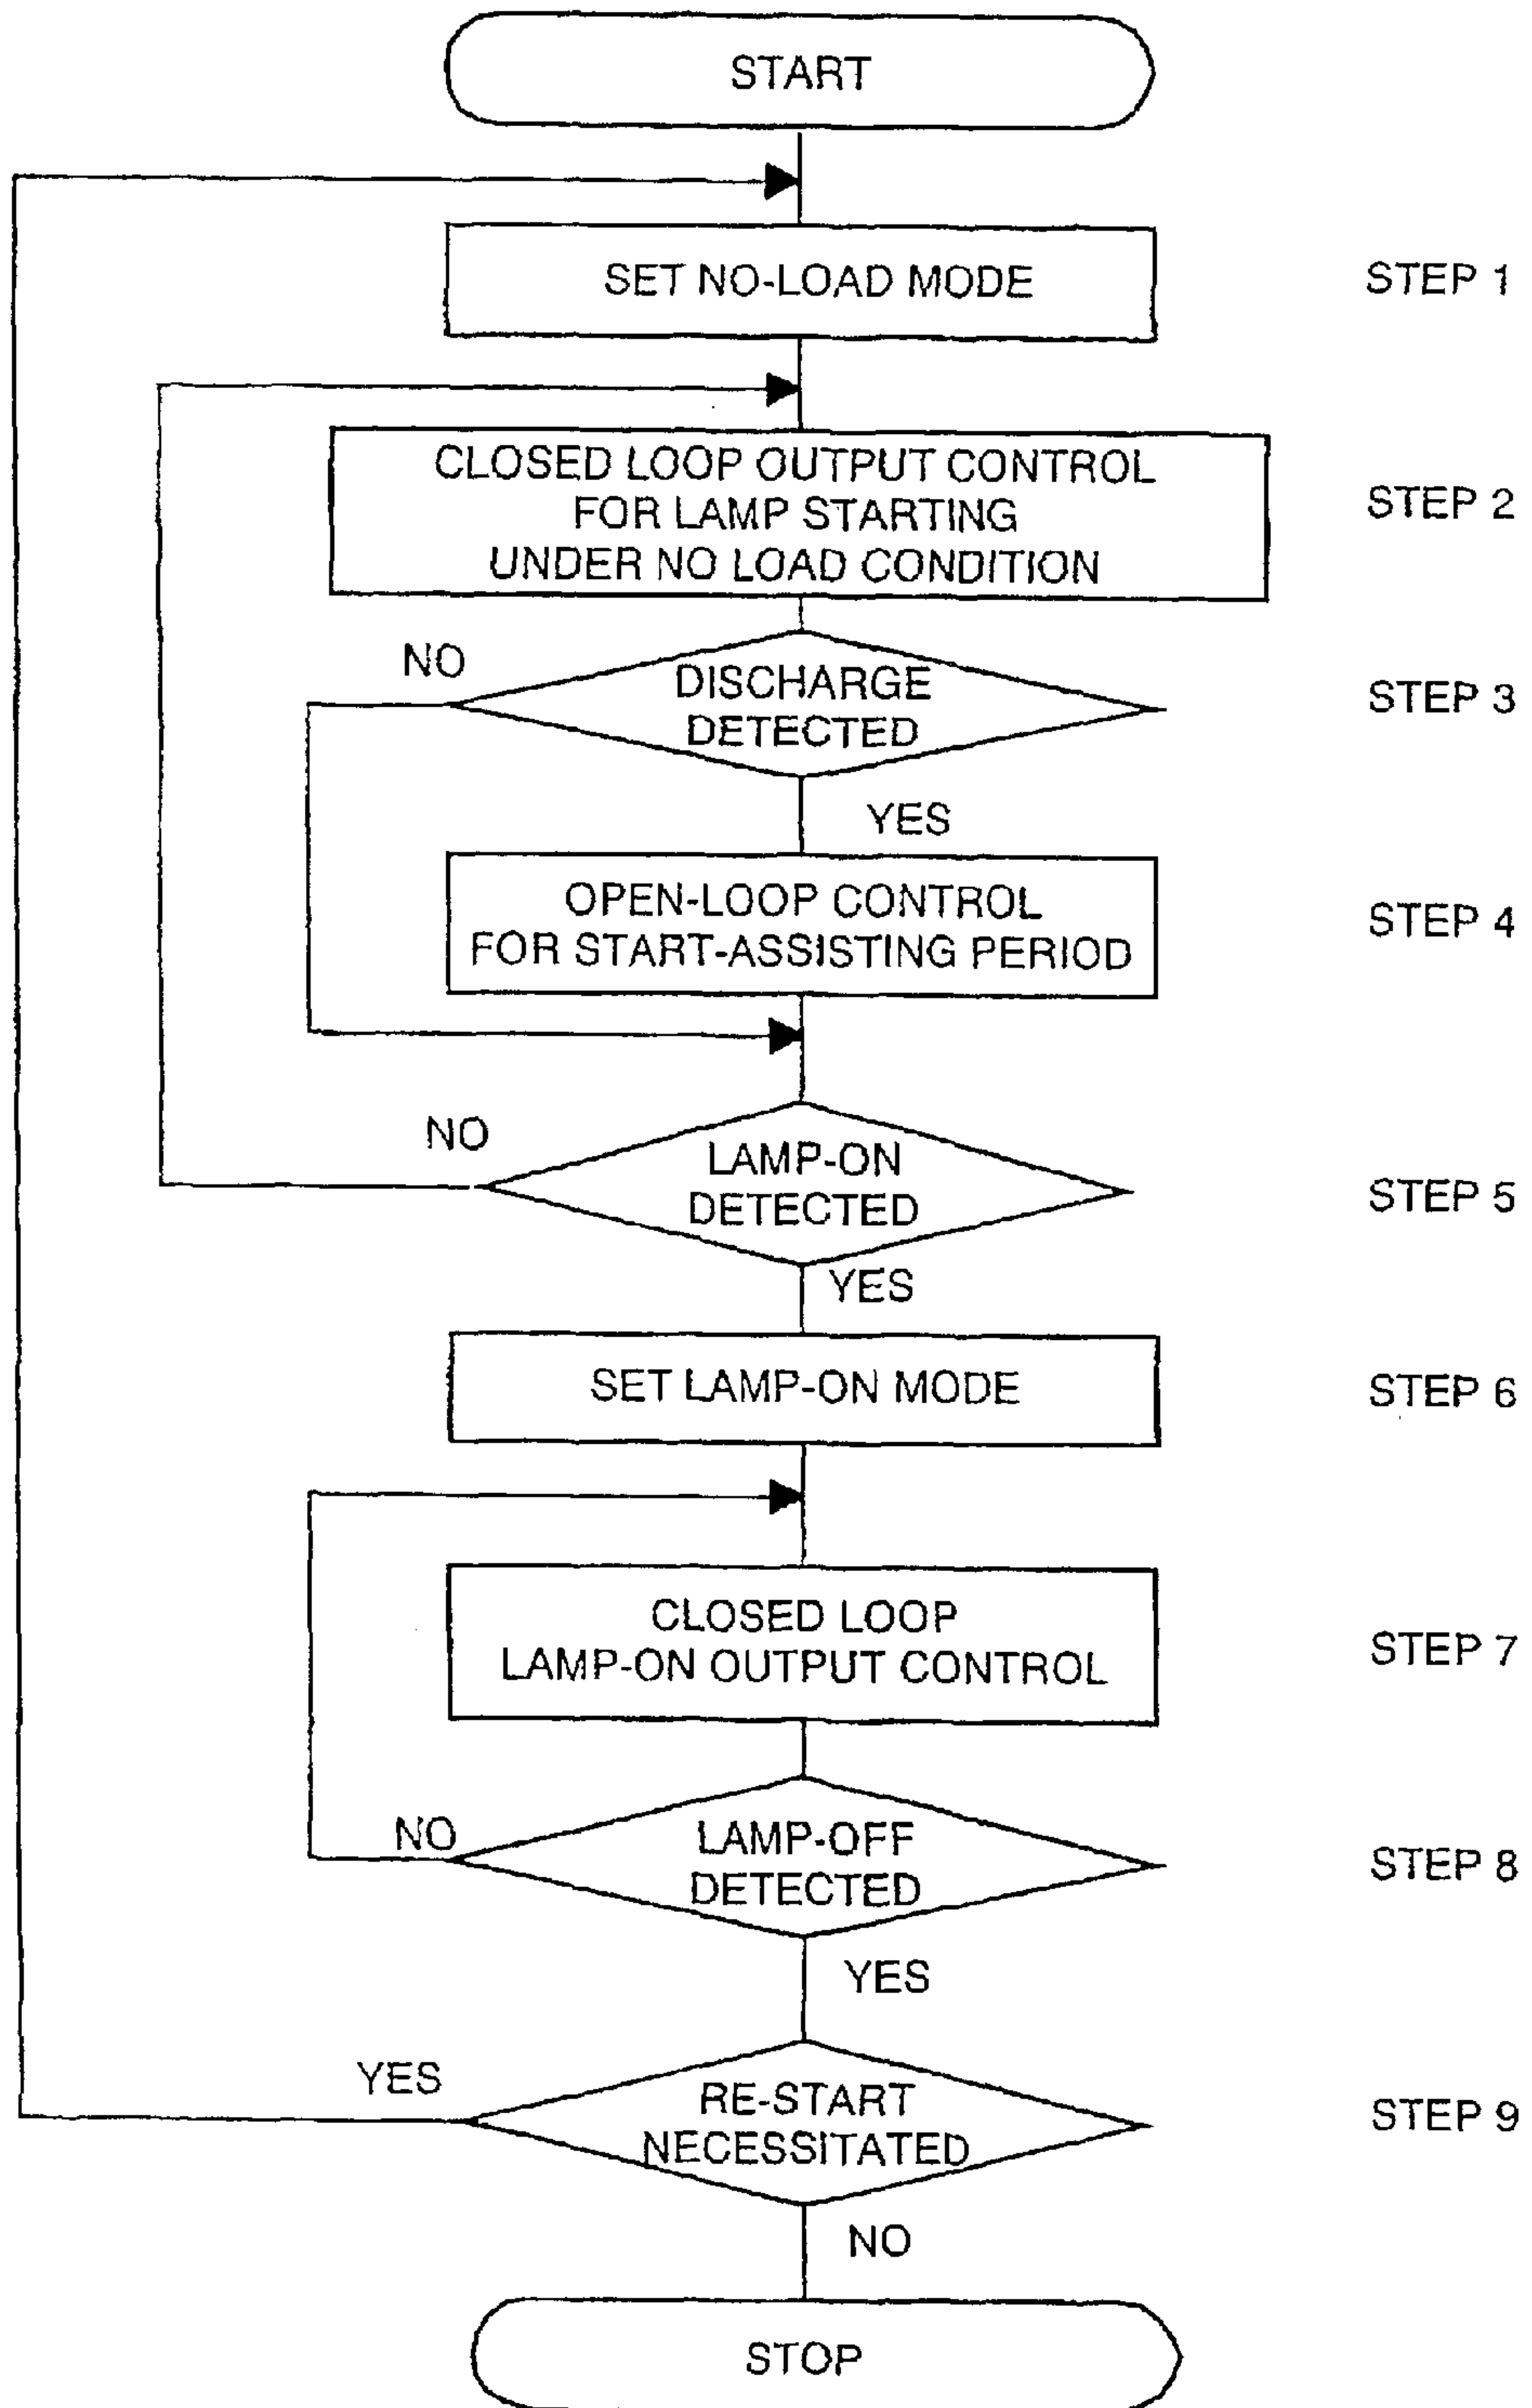 START
SET NO-LOAD MODE
STEP 1
CLOSED LOOP OUTPUT CONTROL
FOR LAMP STARTING
UNDER NO LOAD CONDITION
STEP 2
NO
DISCHARGE
DETECTED
STEP 3
YES
OPEN-LOOP CONTROL
FOR START-ASSISTING PERIOD
STEP 4
NO
LAMP-ON
DETECTED
STEP 5
YES
SET LAMP-ON MODE
STEP 6
CLOSED LOOP
LAMP-ON OUTPUT CONTROL
STEP 7
NO
LAMP-OFF
DETECTED
STEP 8
YES
YES
RE-START
NECESSITATED
STEP 9
NO
STOP